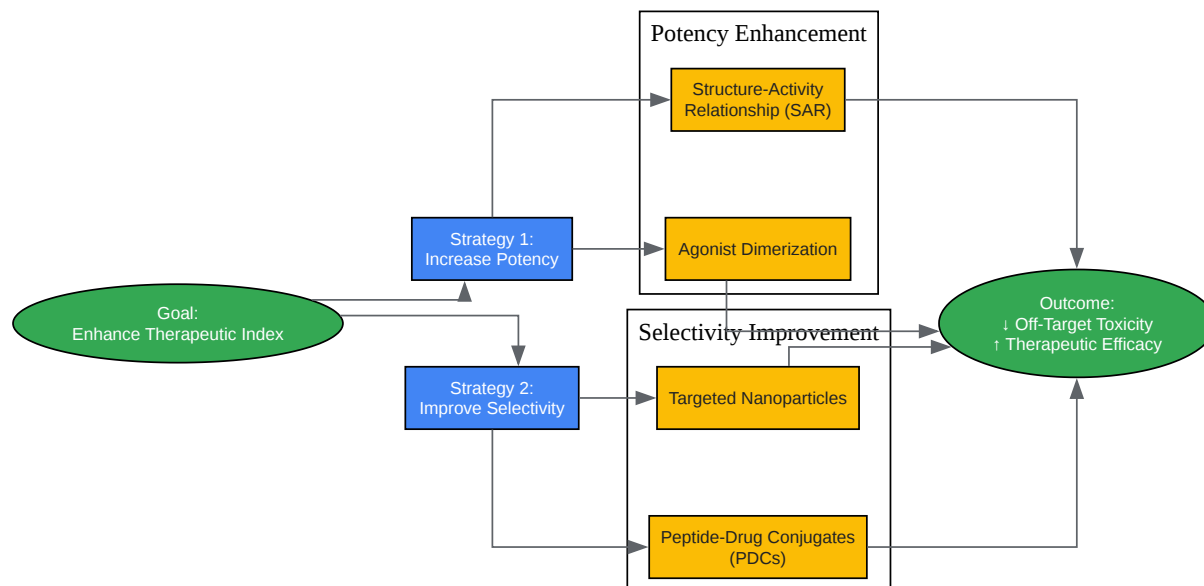 Potency Enhancement
Structure-Activity
Relationship (SAR)
Strategy 1:
Increase Potency
Agonist Dimerization
Goal:
Enhance Therapeutic Index
Outcome:
↓ Off-Target Toxicity
↑ Therapeutic Efficacy
Selectivity Improvement
Strategy 2:
Improve Selectivity
Targeted Nanoparticles
Peptide-Drug Conjugates
(PDCs)